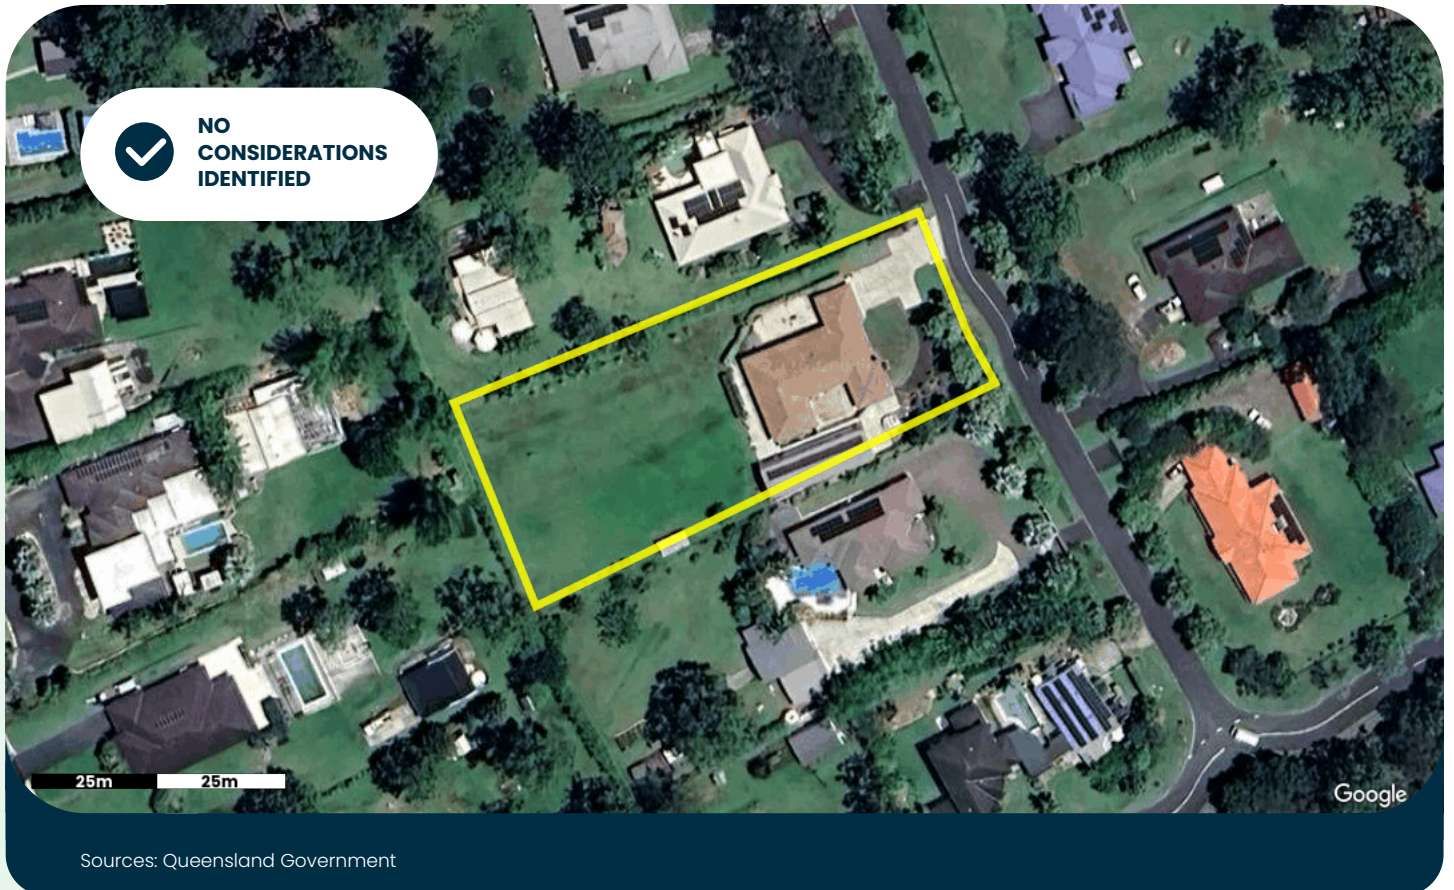 NO
CONSIDERATIONS
IDENTIFIED
25m 25m
Google
Sources: Queensland Government